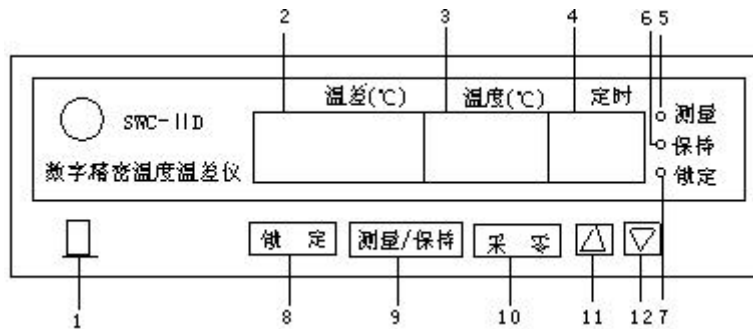 2 3 4 6 5
温差(℃) 温度(℃) 定时
SWC-IID
测量
保持
数字精密温度温差仪
锁定
锁 定 测量/保持 采 零
1 8 9 10 11 12 7